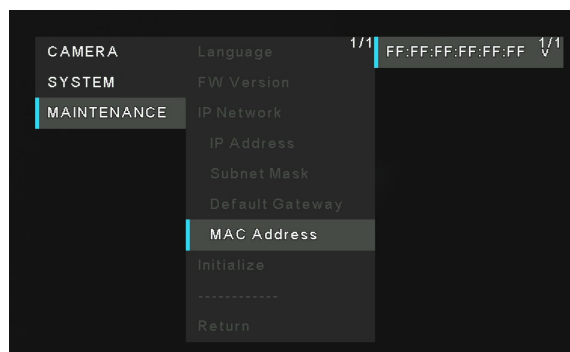 CAMERA
SYSTEM
MAINTENANCE
1/1
Language
FW Version
IP Network
IP Address
Subnet Mask
Default Gateway
MAC Address
Initialize
------------
Return
1/1
FF:FF:FF:FF:FF:FF